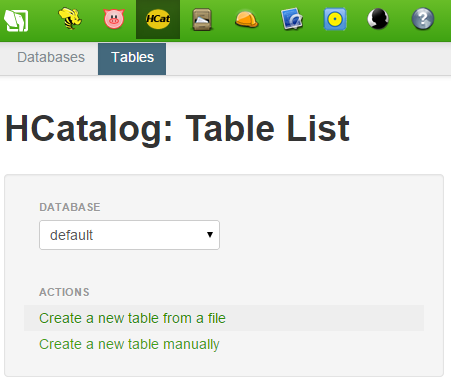 HCat
?
Databases Tables
HCatalog: Table List
DATABASE
default
ACTIONS
Create a new table from a file
Create a new table manually